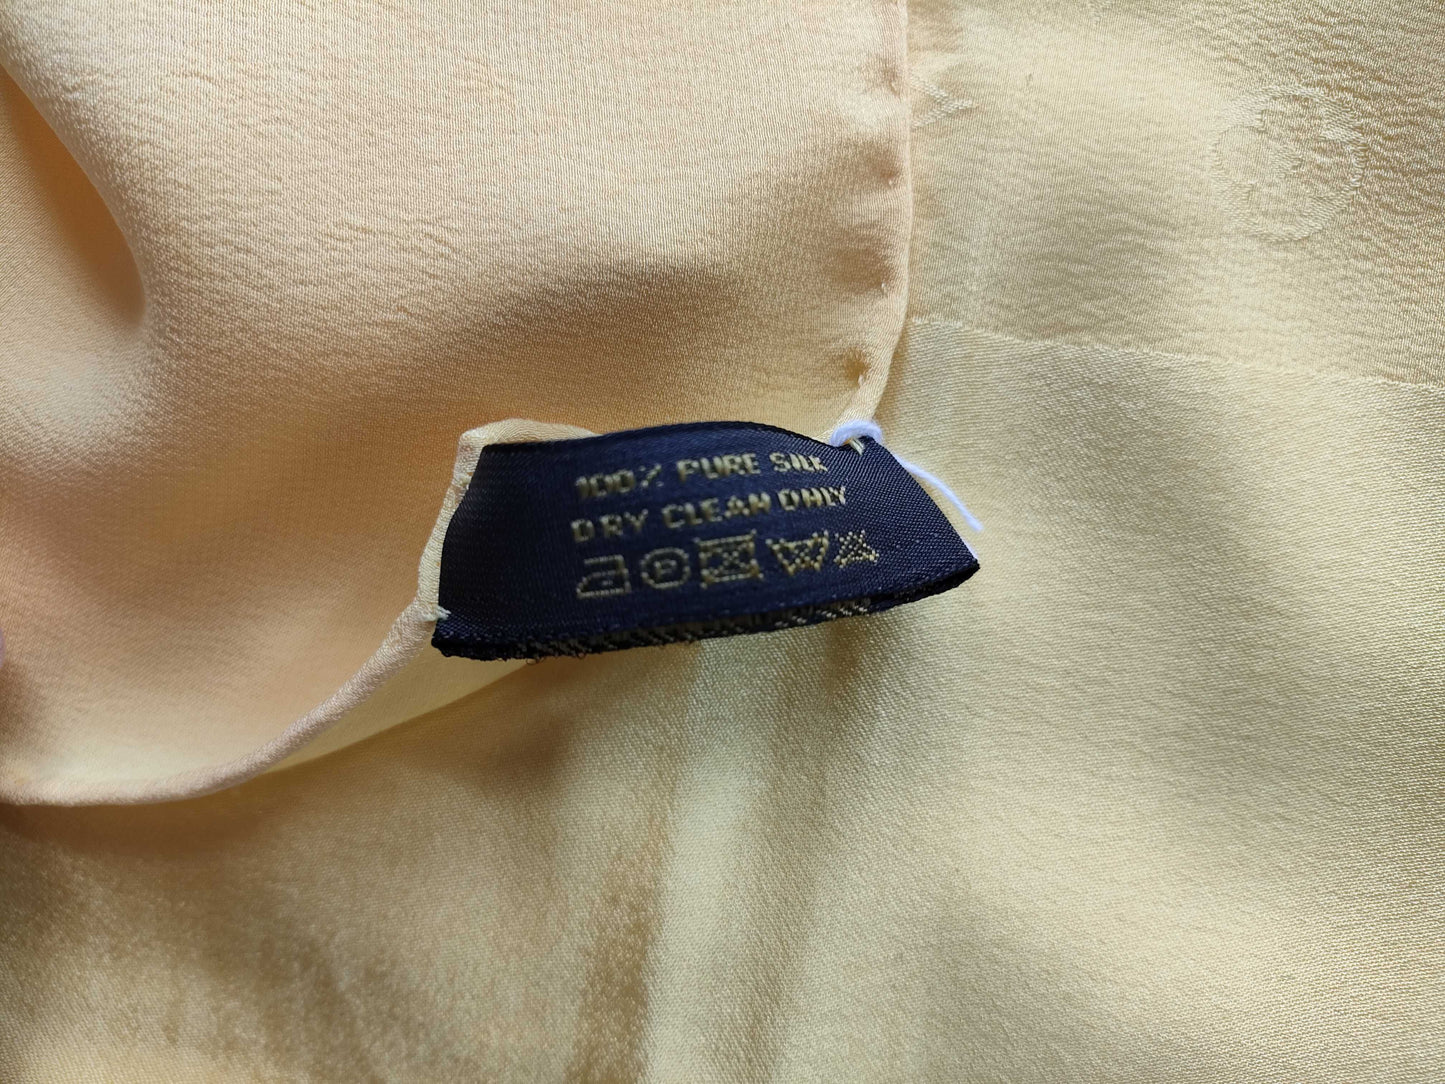 100% PURE SILK
DRY CLEAN ONLY
P